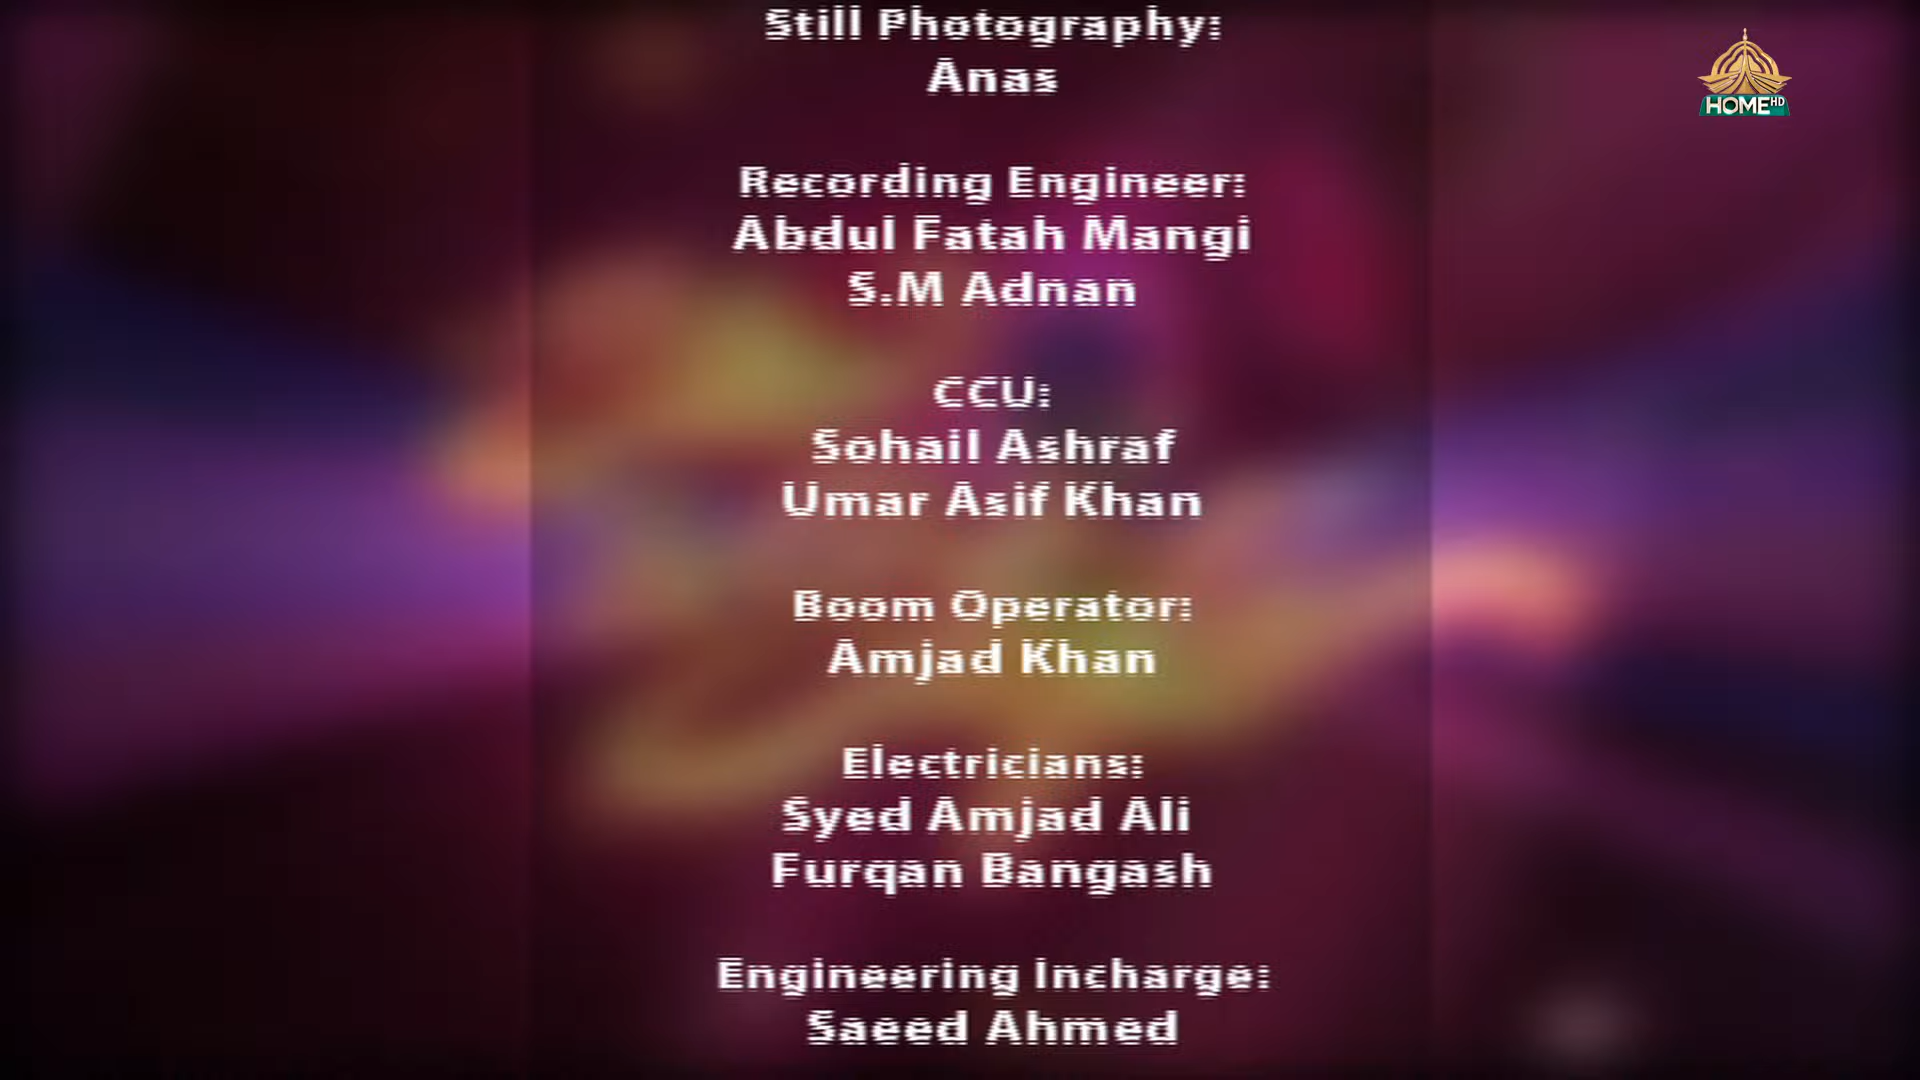 Still Photography:
Anas
HOME HD
Recording Engineer:
Abdul Fatah Mangi
S.M Adnan
CCU:
Sohail Ashraf
Umar Asif Khan
Boom Operator:
Amjad Khan
Electricians:
Syed Amjad Ali
Furqan Bangash
Engineering Incharge:
Saeed Ahmed